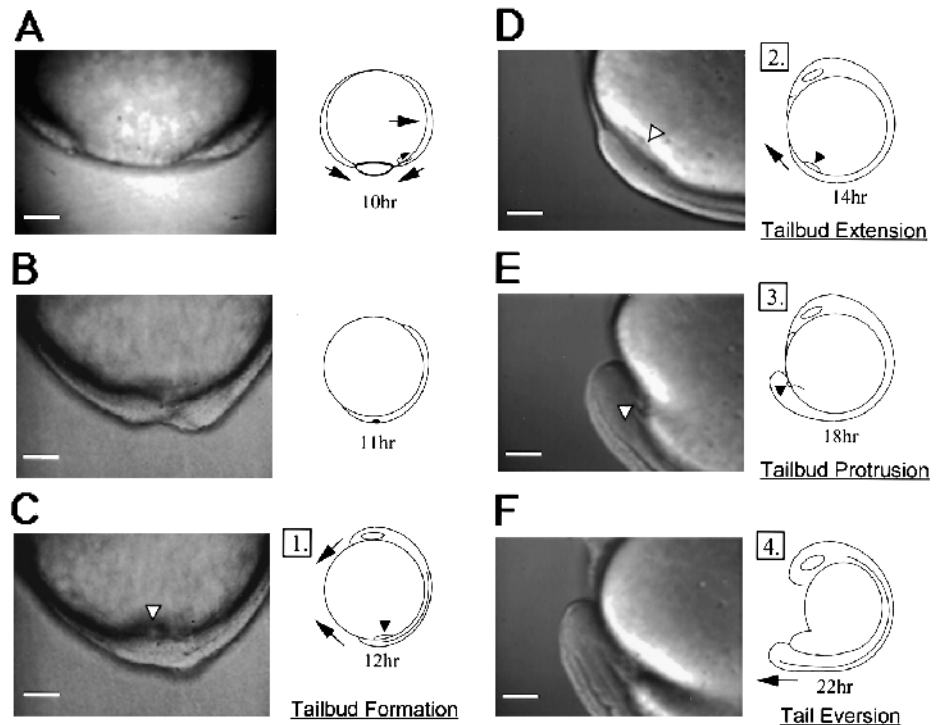 A
10hr
B
11hr
C
1.
12hr
Tailbud Formation
D
2.
14hr
Tailbud Extension
E
3.
18hr
Tailbud Protrusion
F
4.
22hr
Tail Eversion